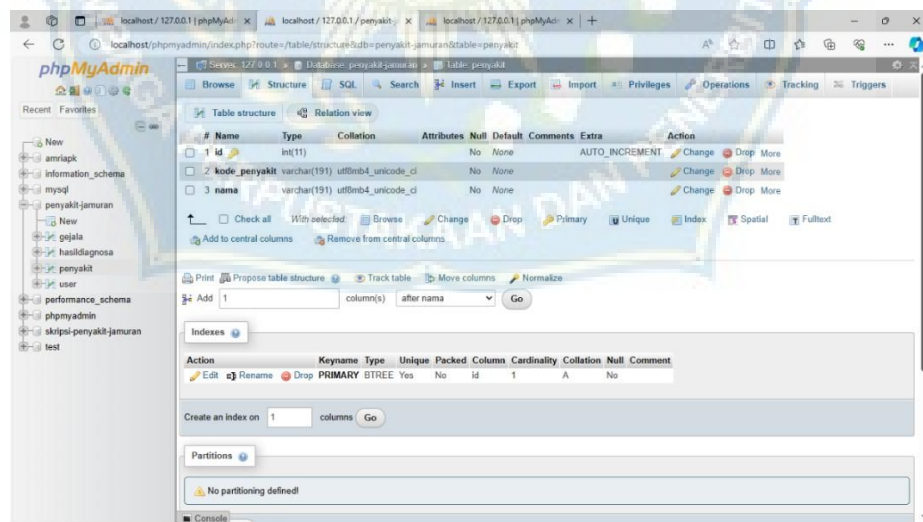 localhost / 127.0.0.1 | phpMyAdr
localhost / 127.0.0.1 / penyakit-j
localhost / 127.0.0.1 | phpMyAdr
localhost/phpmyadmin/index.php?route=/table/structure&db=penyakit-jamuran&table=penyakit
phpMyAdmin
Server: 127.0.0.1 » Database: penyakit-jamuran » Table: penyakit
Browse Structure SQL Search Insert Export Import Privileges Operations Tracking Triggers
Recent Favorites
New
amriapk
information_schema
mysql
penyakit-jamuran
New
gejala
hasildiagnosa
penyakit
user
performance_schema
phpmyadmin
skripsi-penyakit-jamuran
test
Table structure Relation view
# Name Type Collation Attributes Null Default Comments Extra Action
1 id int(11) No None AUTO_INCREMENT Change Drop More
2 kode_penyakit varchar(191) utf8mb4_unicode_ci No None Change Drop More
3 nama varchar(191) utf8mb4_unicode_ci No None Change Drop More
Check all With selected: Browse Change Drop Primary Unique Index Spatial Fulltext
Add to central columns Remove from central columns
Print Propose table structure Track table Move columns Normalize
Add 1 column(s) after nama Go
Indexes
Action Keyname Type Unique Packed Column Cardinality Collation Null Comment
Edit Rename Drop PRIMARY BTREE Yes No id 1 A No
Create an index on 1 columns Go
Partitions
No partitioning defined!
Console